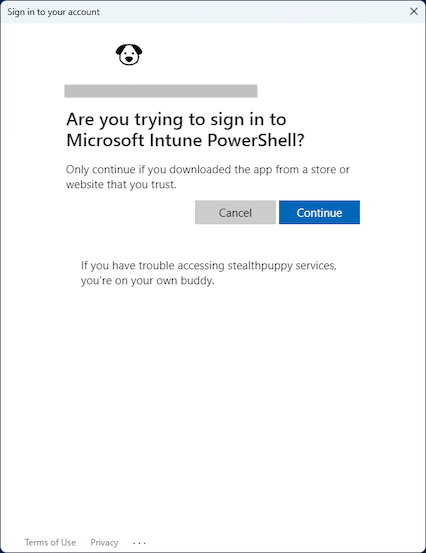 Sign in to your account
Are you trying to sign in to
Microsoft Intune PowerShell?
Only continue if you downloaded the app from a store or
website that you trust.
Cancel Continue
If you have trouble accessing stealthpuppy services,
you're on your own buddy.
Terms of Use Privacy ...